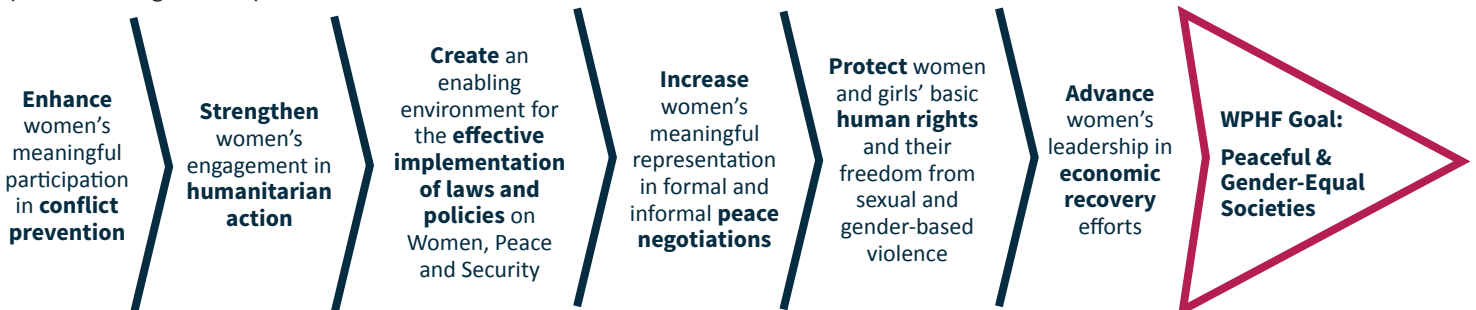 Enhance
women's
meaningful
participation
in conflict
prevention
Strengthen
women's
engagement in
humanitarian
action
Create an
enabling
environment for
the effective
implementation
of laws and
policies on
Women, Peace
and Security
Increase
women's
meaningful
representation
in formal and
informal peace
negotiations
Protect women
and girls' basic
human rights
and their
freedom from
sexual and
gender-based
violence
Advance
women's
leadership in
economic
recovery
efforts
WPHF Goal:
Peaceful &
Gender-Equal
Societies